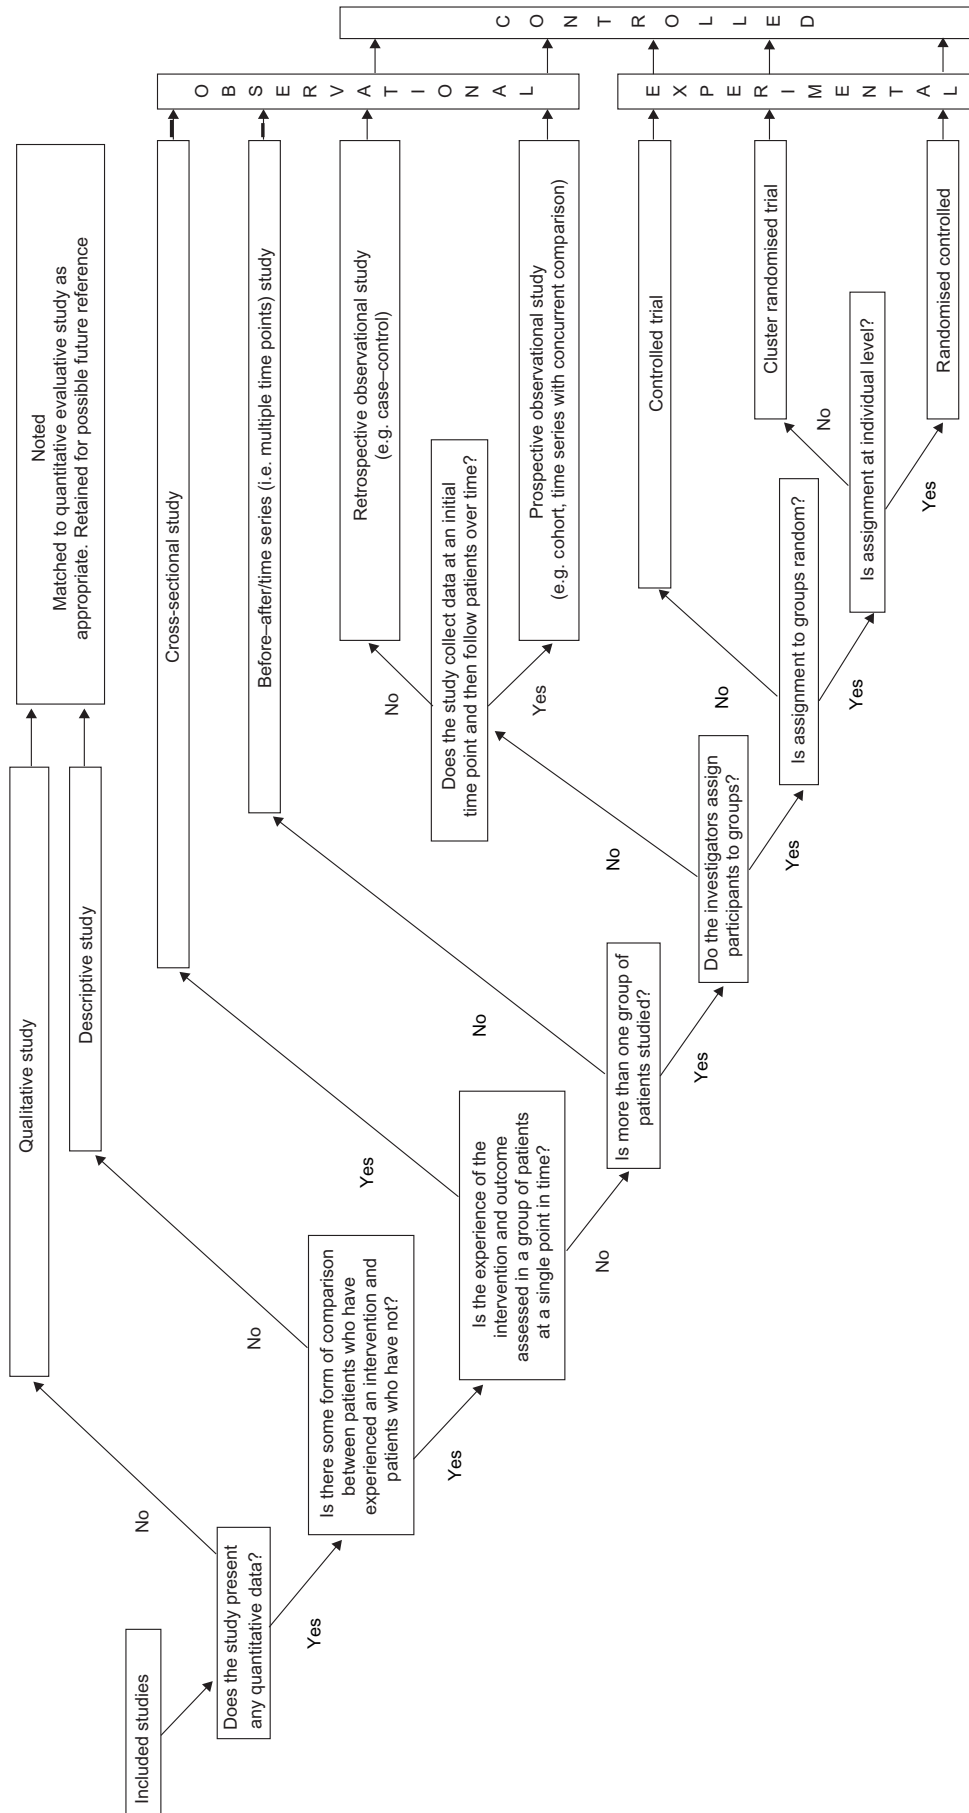 Included studies
Does the study present
any quantitative data?
No
Yes
Qualitative study
Is there some form of comparison
between patients who have
experienced an intervention and
patients who have not?
No
Yes
Descriptive study
Noted
Matched to quantitative evaluative study as
appropriate. Retained for possible future reference
Is the experience of the
intervention and outcome
assessed in a group of patients
at a single point in time?
Yes
No
Cross-sectional study
Is more than one group of
patients studied?
No
Yes
Before–after/time series (i.e. multiple time points) study
Do the investigators assign
participants to groups?
No
Yes
Does the study collect data at an initial
time point and then follow patients over time?
No
Yes
Retrospective observational study
(e.g. case–control)
Prospective observational study
(e.g. cohort, time series with concurrent comparison)
Is assignment to groups random?
No
Yes
Controlled trial
Is assignment at individual level?
No
Yes
Cluster randomised trial
Randomised controlled
OBSERVATIONAL
EXPERIMENTAL
CONTROLLED